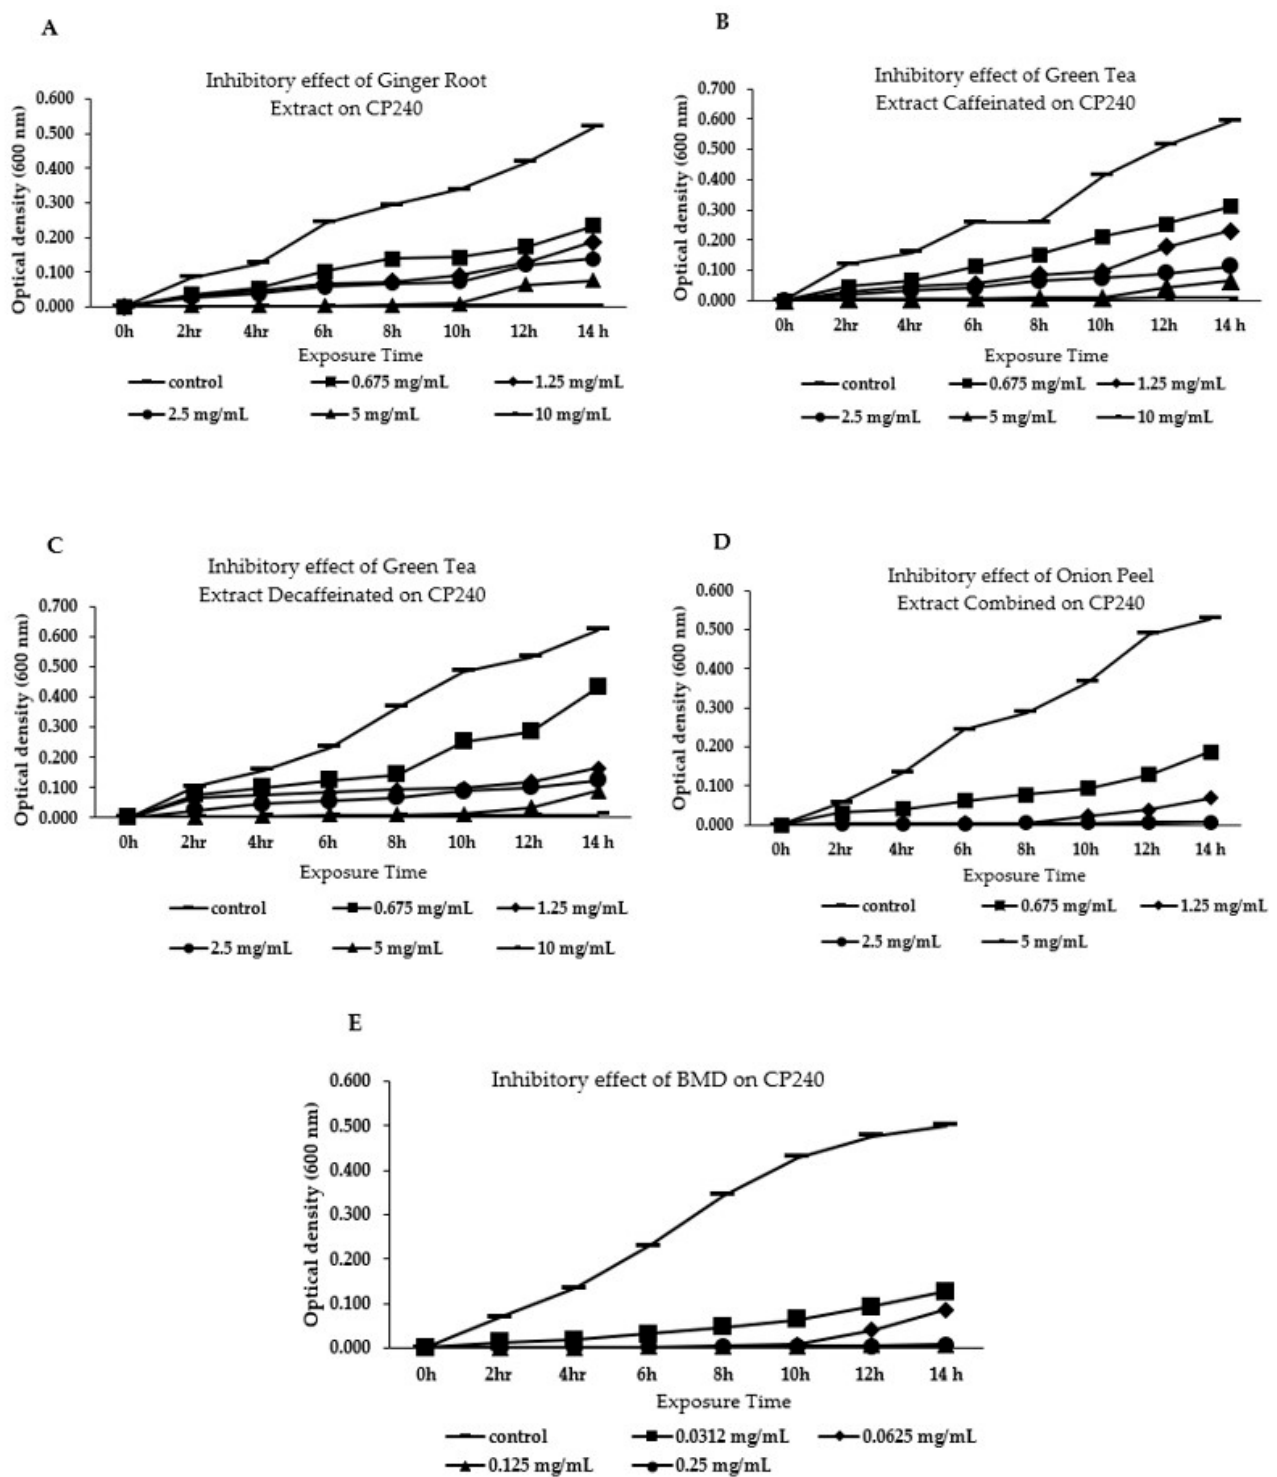 A
Inhibitory effect of Ginger Root
Extract on CP240
Optical density (600 nm)
0.600
0.500
0.400
0.300
0.200
0.100
0.000
0h 2hr 4hr 6h 8h 10h 12h 14 h
Exposure Time
control 0.675 mg/mL 1.25 mg/mL
2.5 mg/mL 5 mg/mL 10 mg/mL
B
Inhibitory effect of Green Tea
Extract Caffeinated on CP240
Optical density (600 nm)
0.700
0.600
0.500
0.400
0.300
0.200
0.100
0.000
0h 2hr 4hr 6h 8h 10h 12h 14 h
Exposure Time
control 0.675 mg/mL 1.25 mg/mL
2.5 mg/mL 5 mg/mL 10 mg/mL
C
Inhibitory effect of Green Tea
Extract Decaffeinated on CP240
Optical density (600 nm)
0.700
0.600
0.500
0.400
0.300
0.200
0.100
0.000
0h 2hr 4hr 6h 8h 10h 12h 14 h
Exposure Time
control 0.675 mg/mL 1.25 mg/mL
2.5 mg/mL 5 mg/mL 10 mg/mL
D
Inhibitory effect of Onion Peel
Extract Combined on CP240
Optical density (600 nm)
0.600
0.500
0.400
0.300
0.200
0.100
0.000
0h 2hr 4hr 6h 8h 10h 12h 14 h
Exposure Time
control 0.675 mg/mL 1.25 mg/mL
2.5 mg/mL 5 mg/mL
E
Inhibitory effect of BMD on CP240
Optical density (600 nm)
0.600
0.500
0.400
0.300
0.200
0.100
0.000
0h 2hr 4hr 6h 8h 10h 12h 14 h
Exposure Time
control 0.0312 mg/mL 0.0625 mg/mL
0.125 mg/mL 0.25 mg/mL